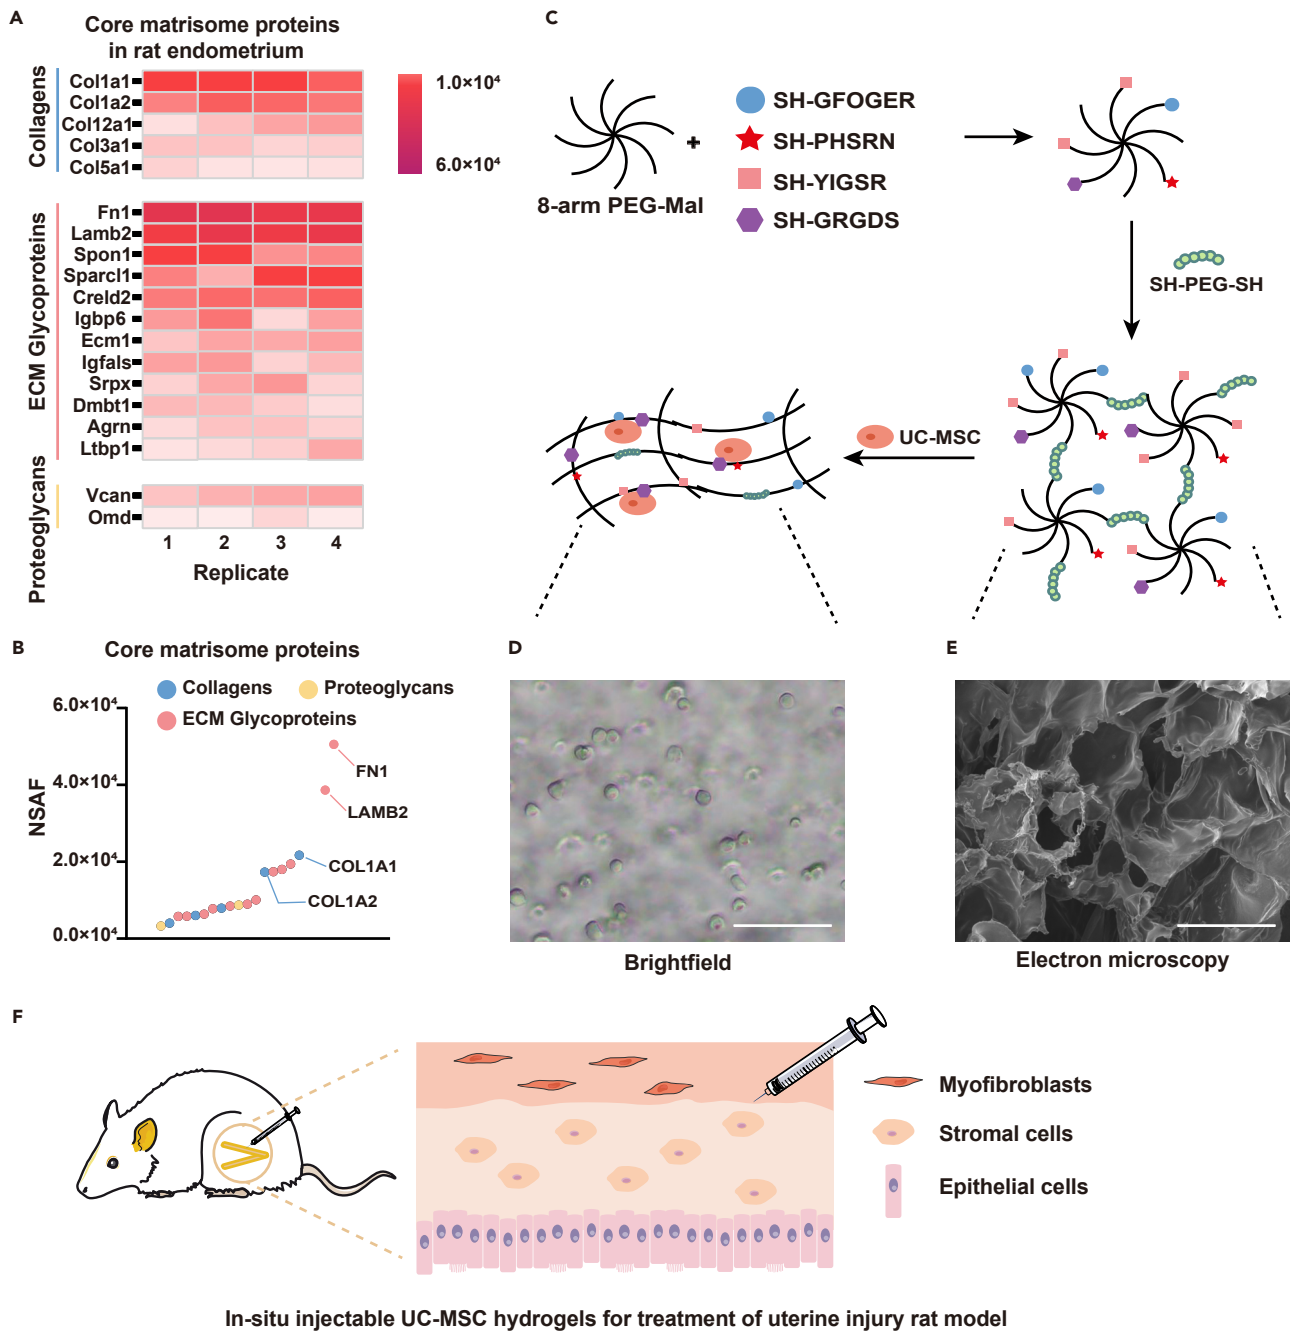 A
Core matrisome proteins
in rat endometrium
Collagens
Col1a1
Col1a2
Col12a1
Col3a1
Col5a1
1.0×10⁴
6.0×10⁴
ECM Glycoproteins
Fn1
Lamb2
Spon1
Sparcl1
Creld2
Igbp6
Ecm1
Igfals
Srpx
Dmbt1
Agrn
Ltbp1
Proteoglycans
Vcan
Omd
1 2 3 4
Replicate
B
Core matrisome proteins
Collagens
Proteoglycans
ECM Glycoproteins
NSAF
6.0×10⁴
4.0×10⁴
2.0×10⁴
0.0×10⁴
FN1
LAMB2
COL1A1
COL1A2
C
8-arm PEG-Mal
+
SH-GFOGER
SH-PHSRN
SH-YIGSR
SH-GRGDS
SH-PEG-SH
UC-MSC
D
Brightfield
E
Electron microscopy
F
Myofibroblasts
Stromal cells
Epithelial cells
In-situ injectable UC-MSC hydrogels for treatment of uterine injury rat model